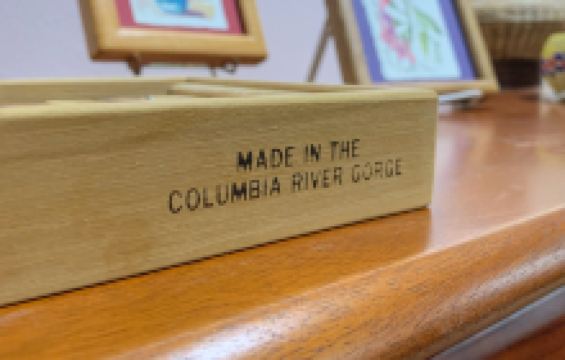 MADE IN THE
COLUMBIA RIVER GORGE